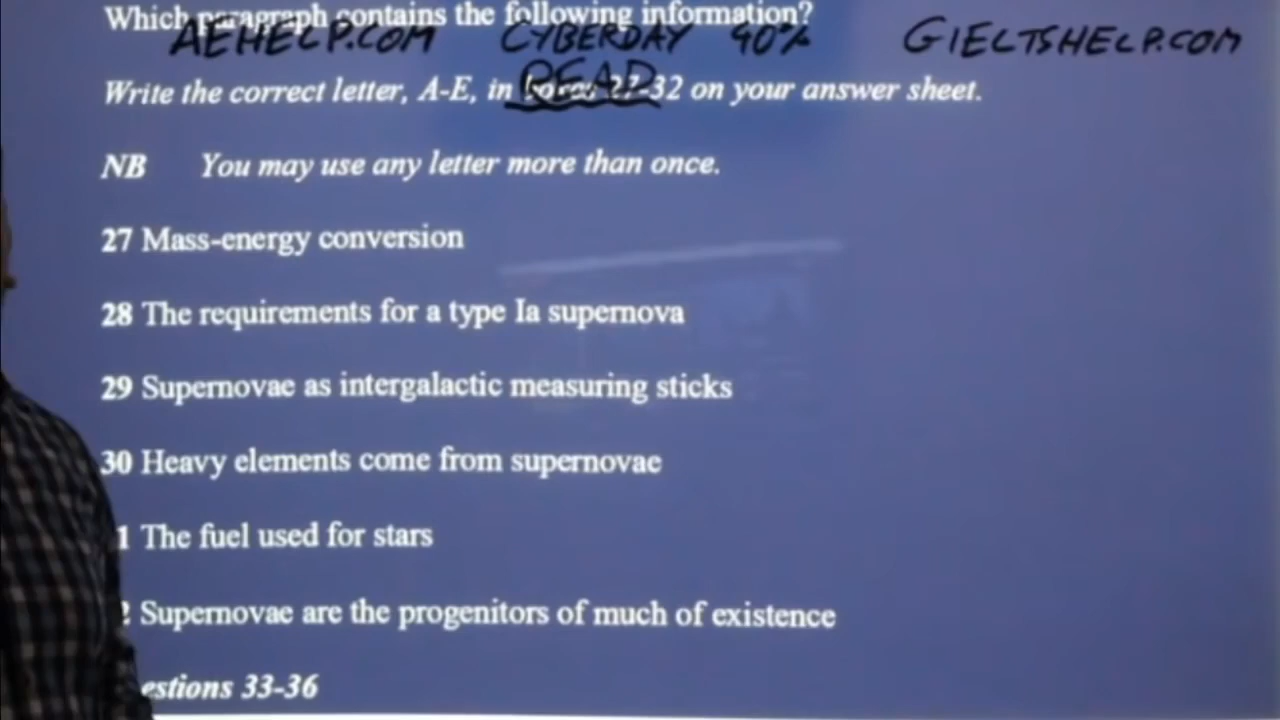 Which paragraph contains the following information?
AEHELP.COM CYBERDAY 40% GIELTSHELP.COM
READ
Write the correct letter, A-E, in boxes 27-32 on your answer sheet.
NB You may use any letter more than once.
27 Mass-energy conversion
28 The requirements for a type Ia supernova
29 Supernovae as intergalactic measuring sticks
30 Heavy elements come from supernovae
1 The fuel used for stars
2 Supernovae are the progenitors of much of existence
estions 33-36